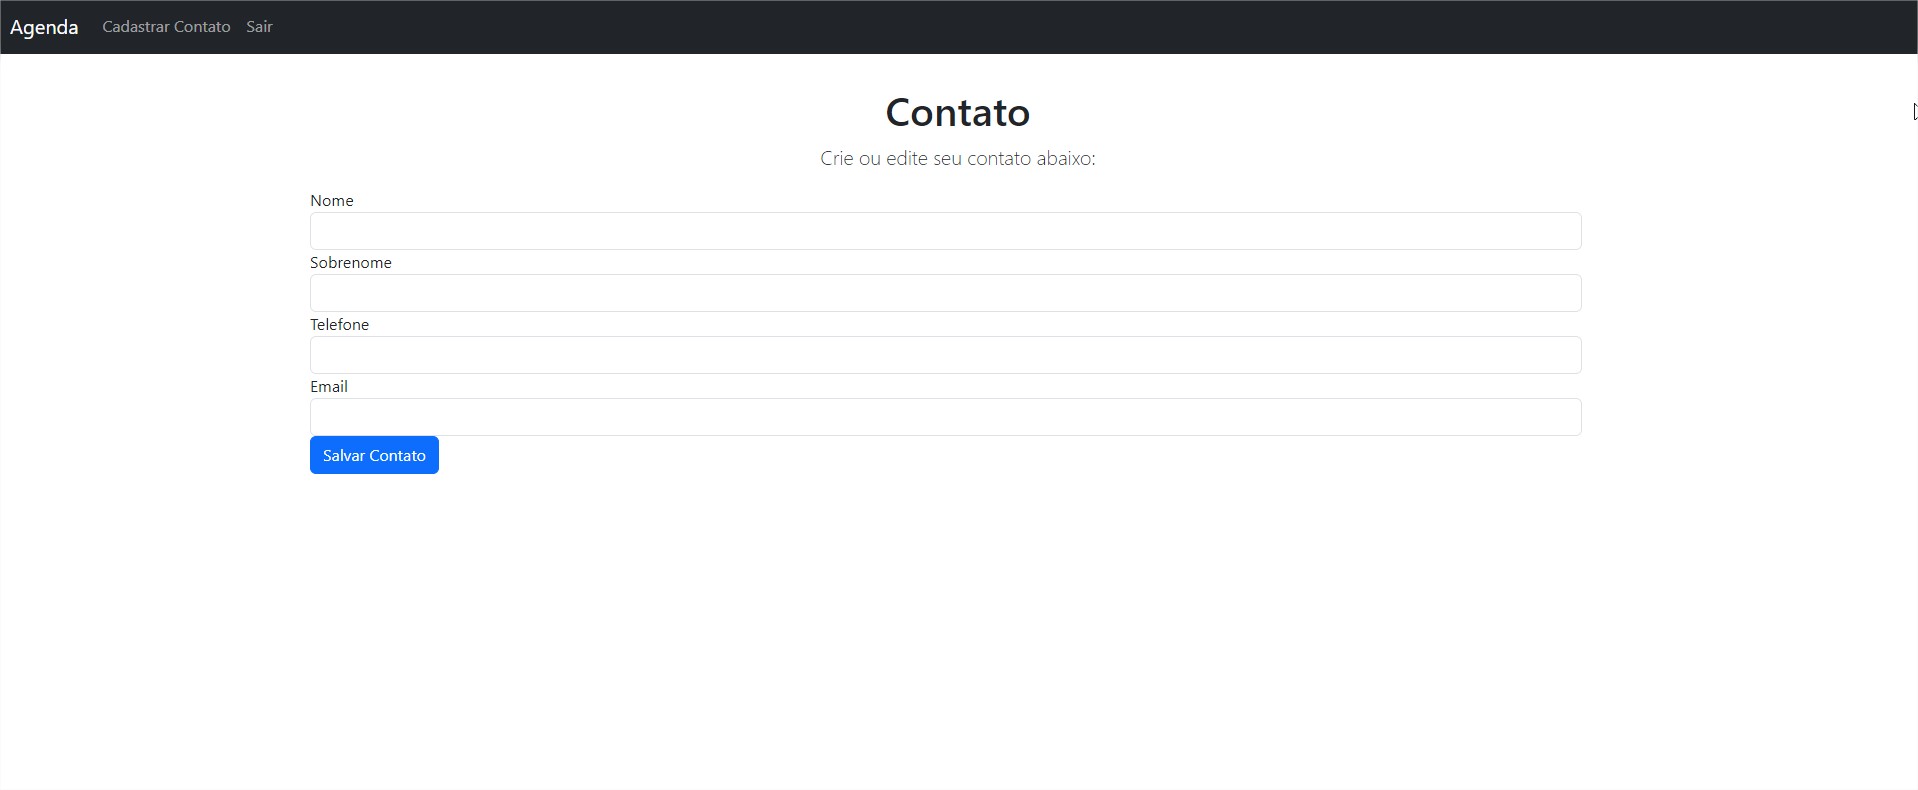 Agenda Cadastrar Contato Sair
Contato
Crie ou edite seu contato abaixo:
Nome
Sobrenome
Telefone
Email
Salvar Contato